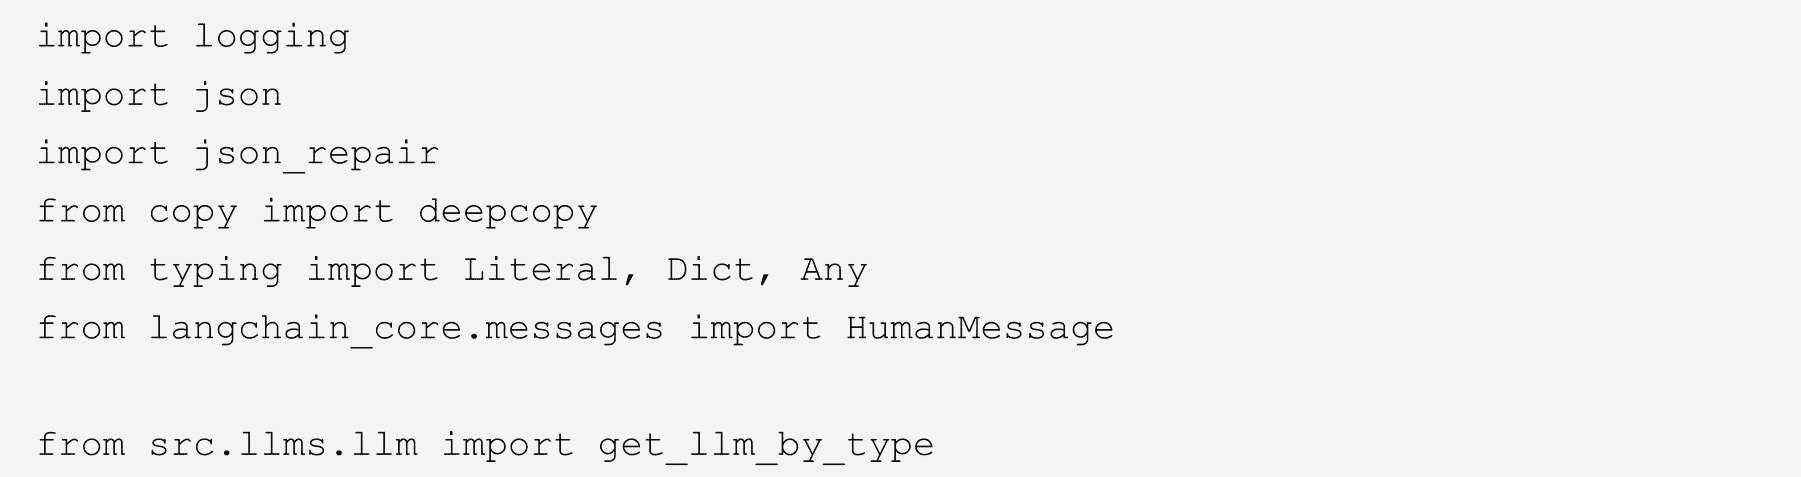 import logging
import json
import json_repair
from copy import deepcopy
from typing import Literal, Dict, Any
from langchain_core.messages import HumanMessage
from src.llms.llm import get_llm_by_type